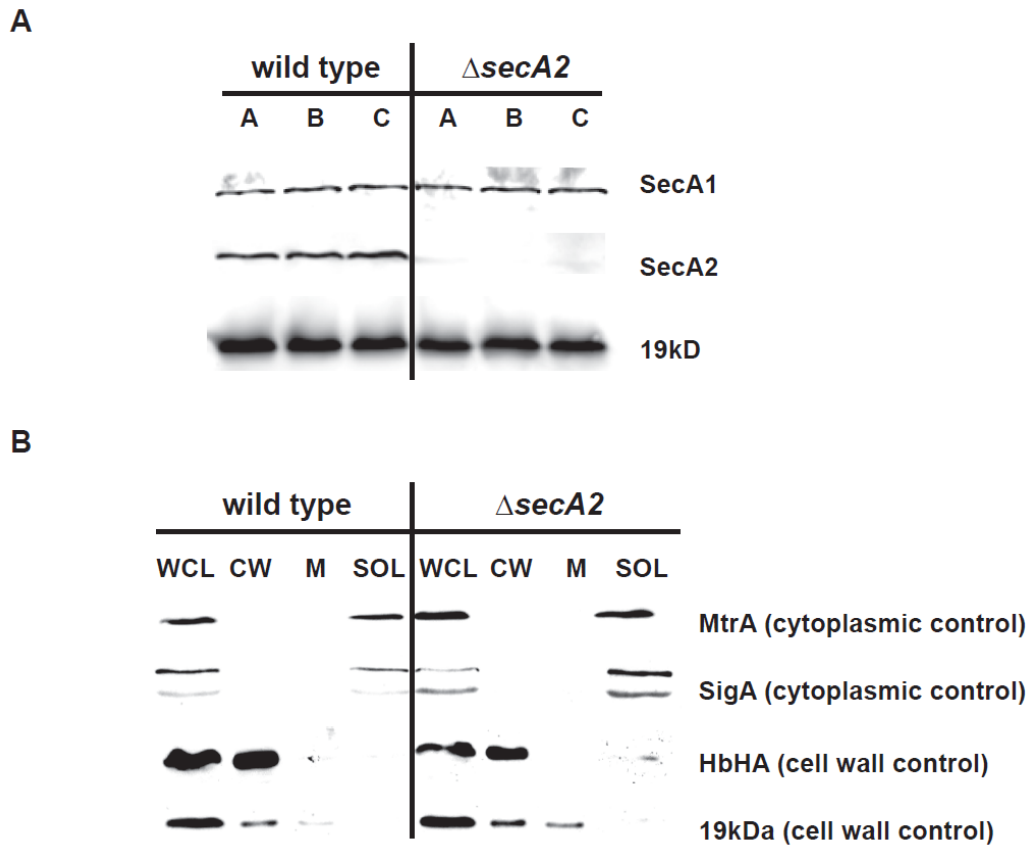 A
wild type ΔsecA2
A B C A B C
SecA1
SecA2
19kD
B
wild type ΔsecA2
WCL CW M SOL WCL CW M SOL
MtrA (cytoplasmic control)
SigA (cytoplasmic control)
HbHA (cell wall control)
19kDa (cell wall control)